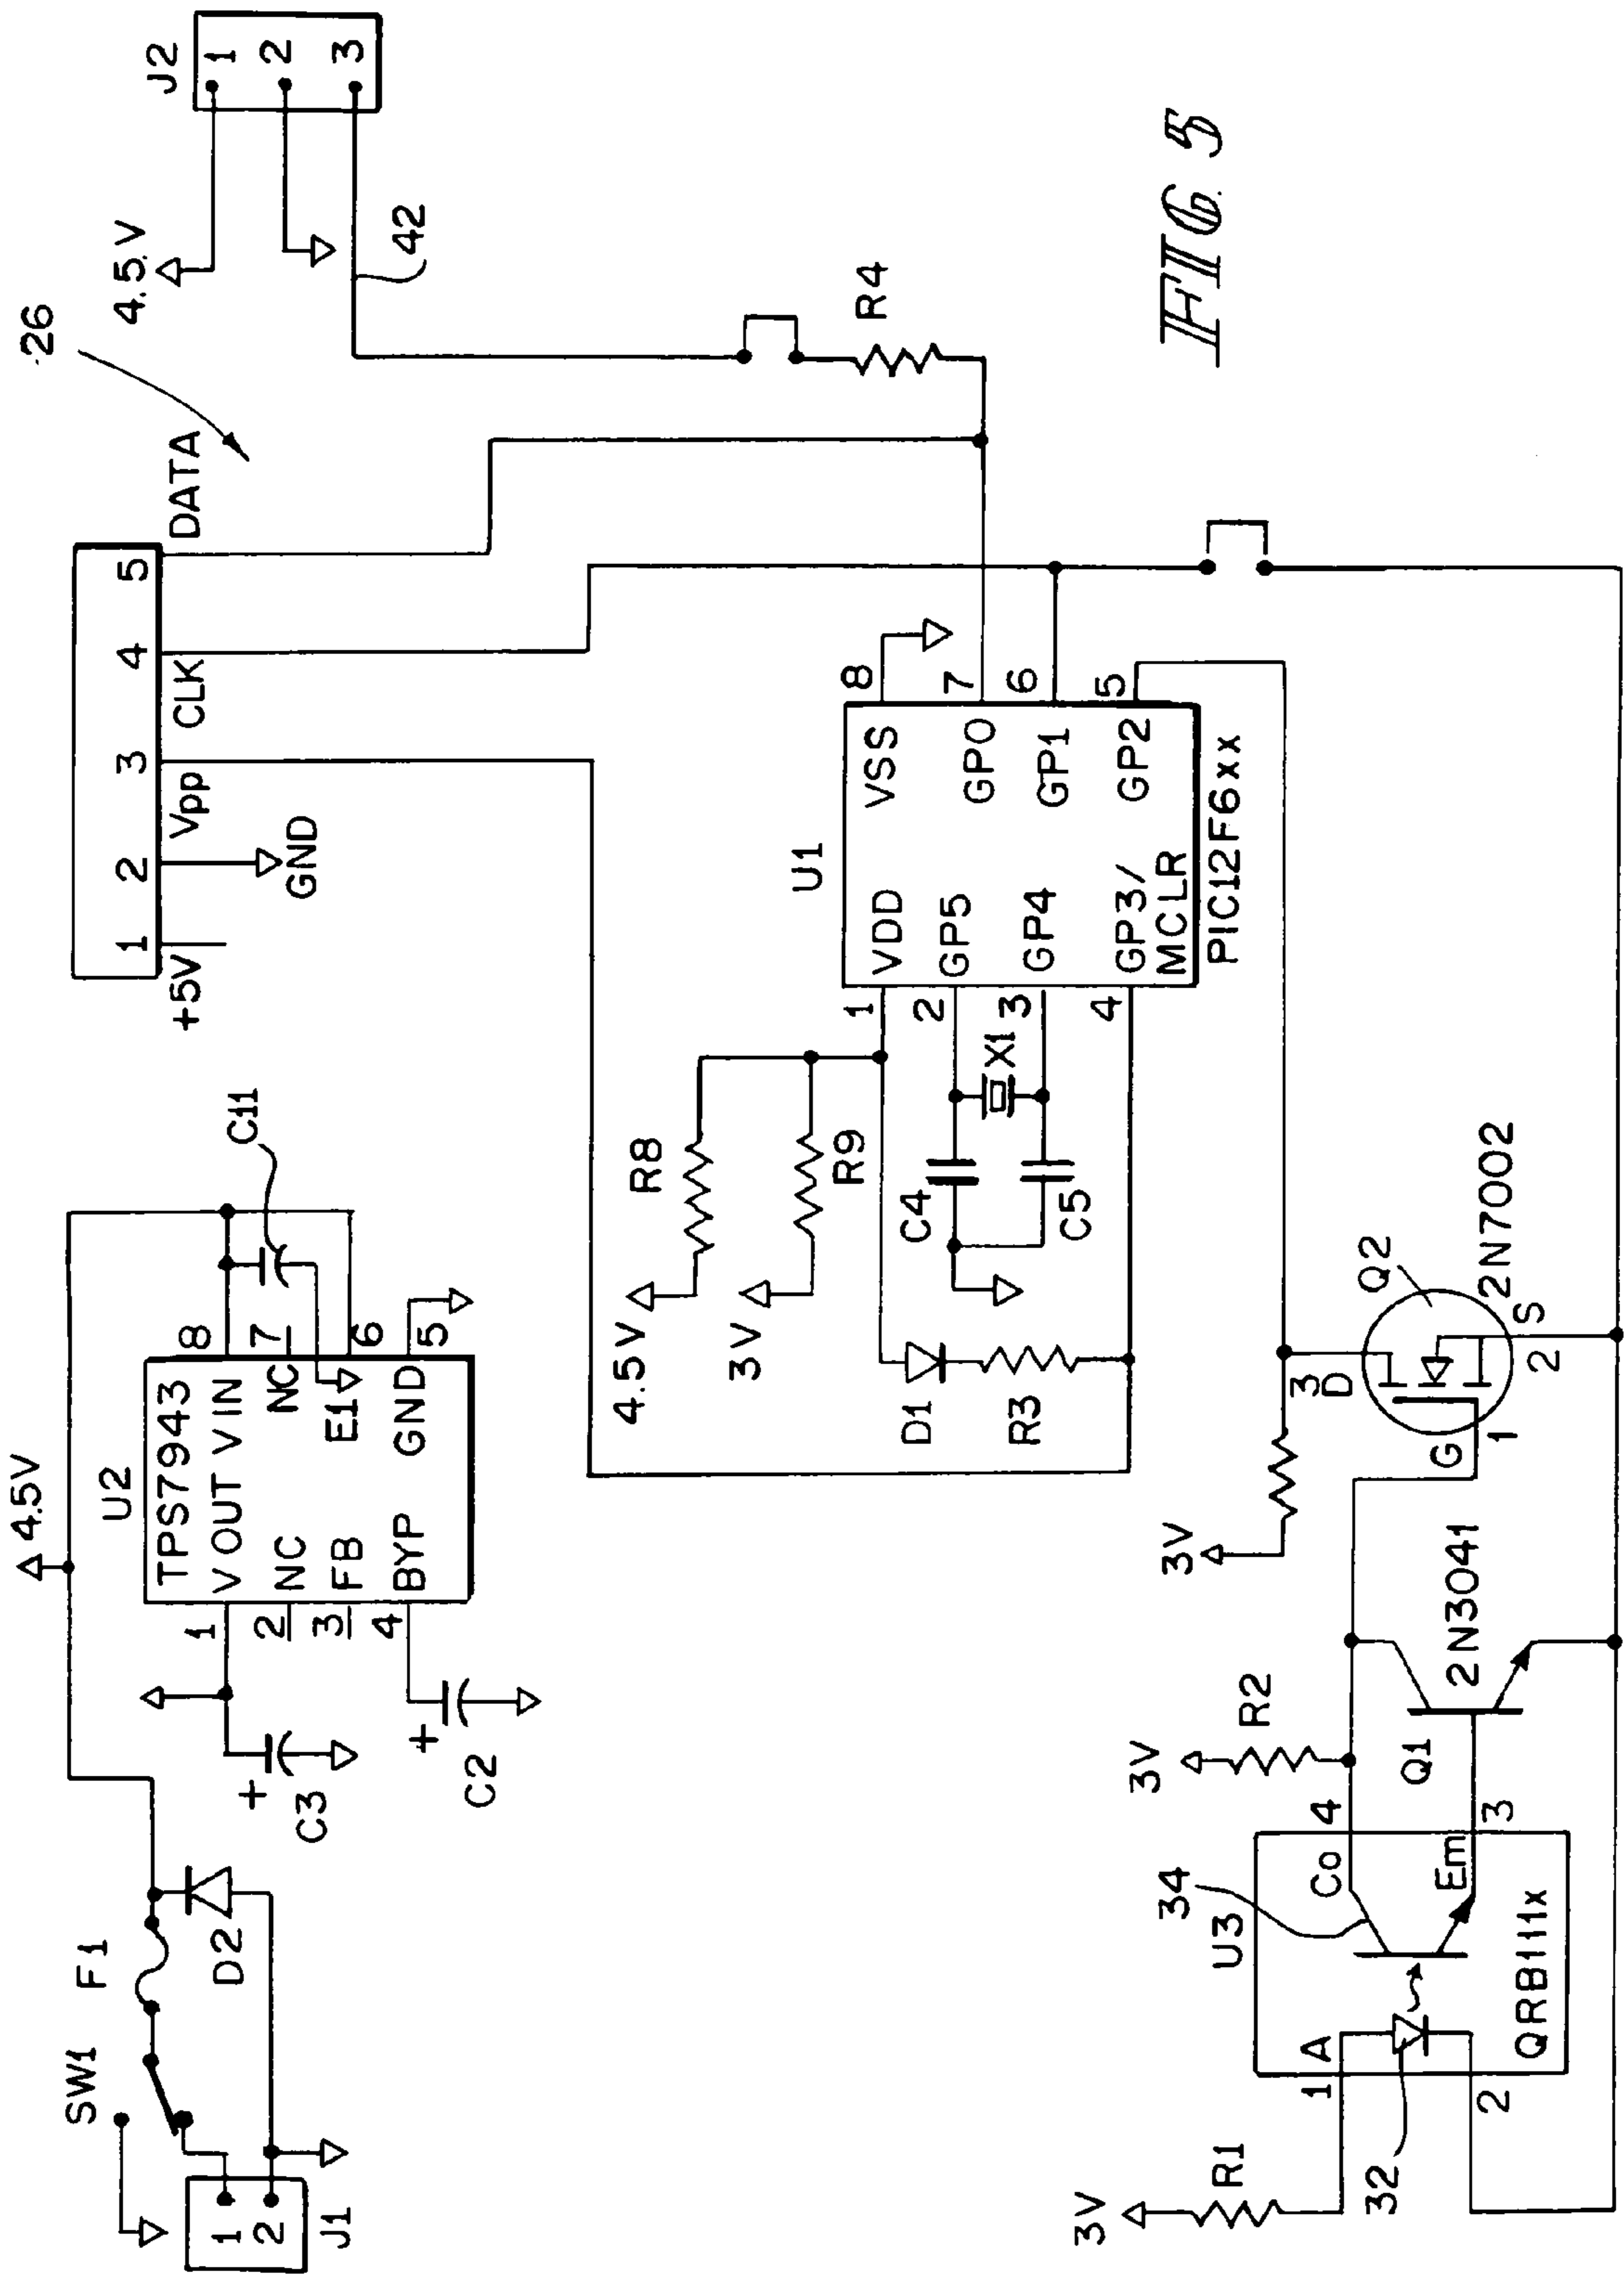 26
J2
1
2
3
4.5 V
42
+5V
1
2
3
4
5
GND
Vpp
CLK
DATA
R4
SW1
F1
D2
J1
1
2
4.5V
U2
TPS7943
V OUT VIN
NC NC
FB E1
BYP GND
1
2
3
4
8
7
6
5
C11
C3
+
C2
+
4.5V
R8
3V
R9
U1
VDD VSS
GP5 GP0
GP4 GP1
GP3/ GP2
MCLR
PIC12F6xx
1
2
3
4
8
7
6
5
C4
C5
X1
D1
R3
3V
R1
32
34
U3
1 A
2
Co 4
Em 3
QRB111x
3V
R2
Q1
2N3041
3V
G
1
3
D
S
2
Q2
2N7002
FIG. 5